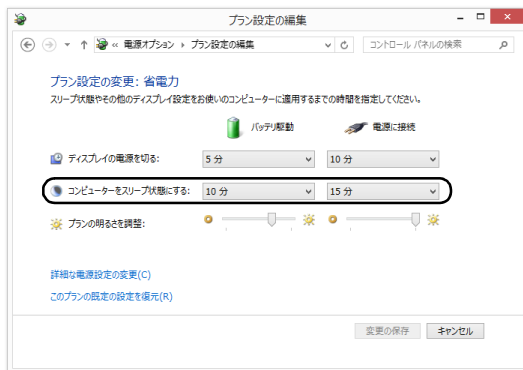 プラン設定の編集
« 電源オプション › プラン設定の編集
コントロール パネルの検索
プラン設定の変更: 省電力
スリープ状態やその他のディスプレイ設定をお使いのコンピューターに適用するまでの時間を指定してください。
バッテリ駆動 電源に接続
ディスプレイの電源を切る: 5 分 10 分
コンピューターをスリープ状態にする: 10 分 15 分
プランの明るさを調整:
詳細な電源設定の変更(C)
このプランの既定の設定を復元(R)
変更の保存 キャンセル